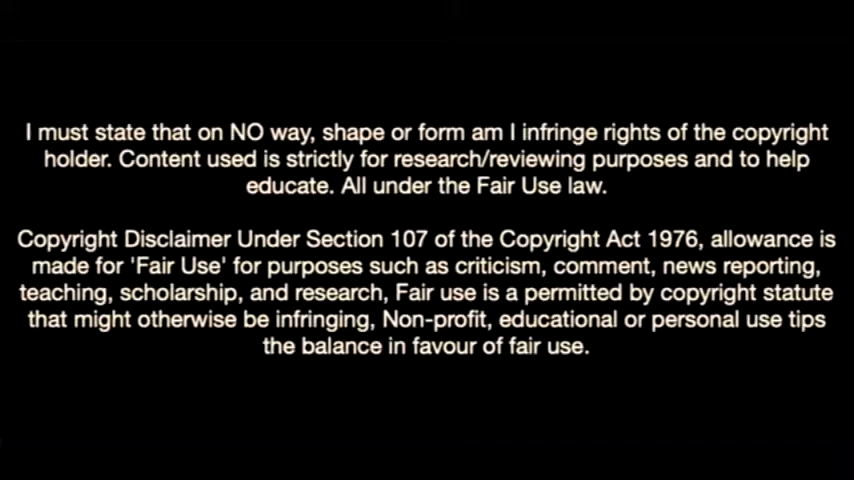 I must state that on NO way, shape or form am I infringe rights of the copyright
holder. Content used is strictly for research/reviewing purposes and to help
educate. All under the Fair Use law.
Copyright Disclaimer Under Section 107 of the Copyright Act 1976, allowance is
made for 'Fair Use' for purposes such as criticism, comment, news reporting,
teaching, scholarship, and research, Fair use is a permitted by copyright statute
that might otherwise be infringing, Non-profit, educational or personal use tips
the balance in favour of fair use.